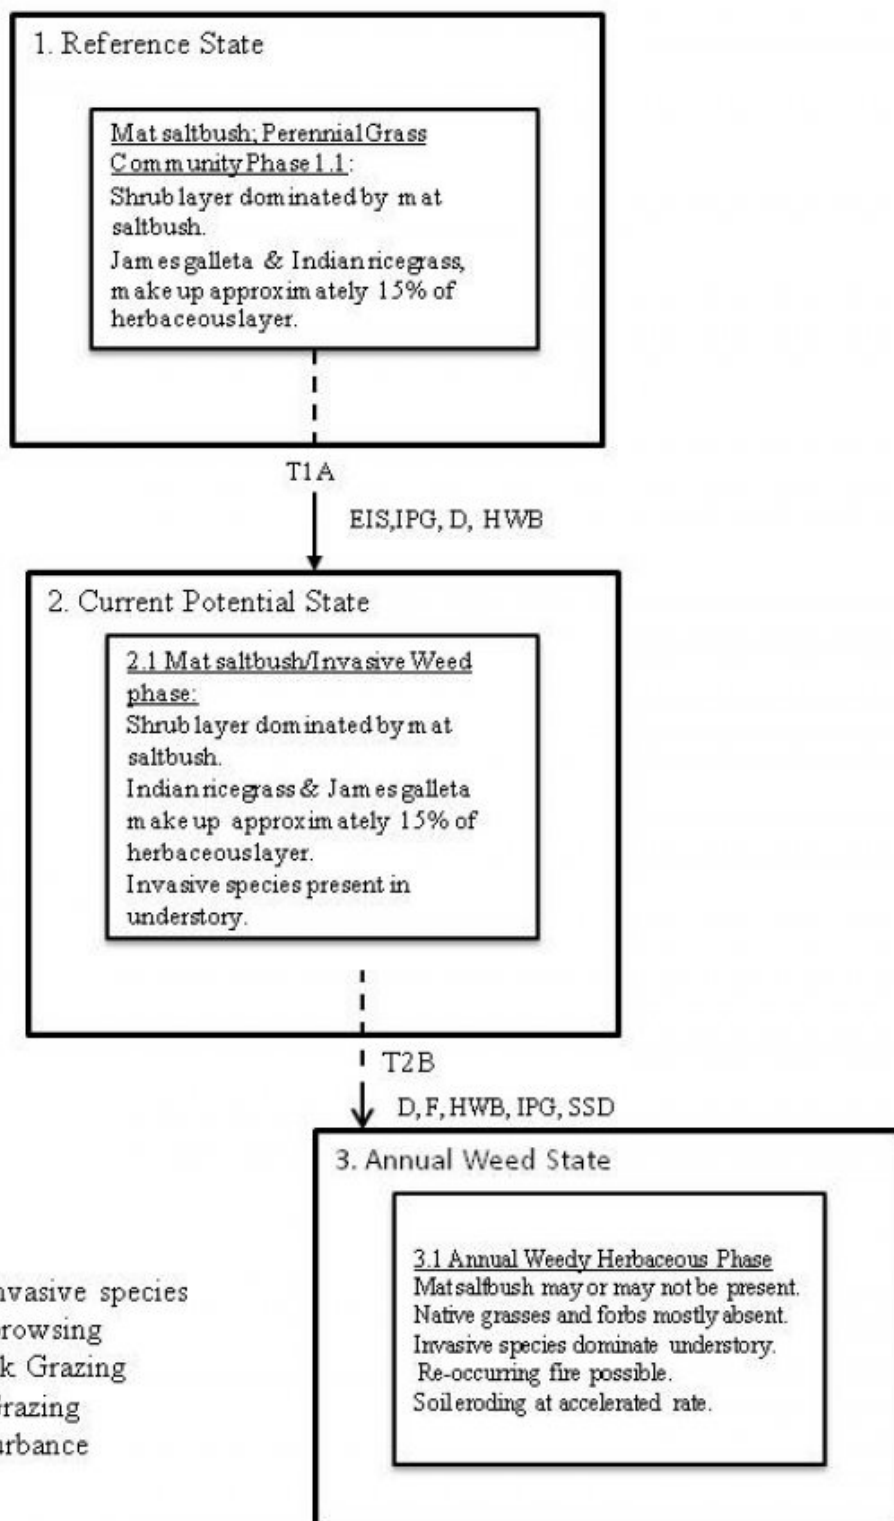 1. Reference State
Mat saltbush; Perennial Grass
Community Phase 1.1:
Shrub layer dominated by mat
saltbush.
James galleta & Indian ricegrass,
make up approximately 15% of
herbaceous layer.
T1A
EIS,IPG, D, HWB
2. Current Potential State
2.1 Mat saltbush/Invasive Weed
phase:
Shrub layer dominated by mat
saltbush.
Indian ricegrass & James galleta
make up approximately 15% of
herbaceous layer.
Invasive species present in
understory.
T2B
D, F, HWB, IPG, SSD
3. Annual Weed State
3.1 Annual Weedy Herbaceous Phase
Mat saltbush may or may not be present.
Native grasses and forbs mostly absent.
Invasive species dominate understory.
Re-occurring fire possible.
Soil eroding at accelerated rate.
nvasive species
rowsing
k Grazing
Grazing
urbance